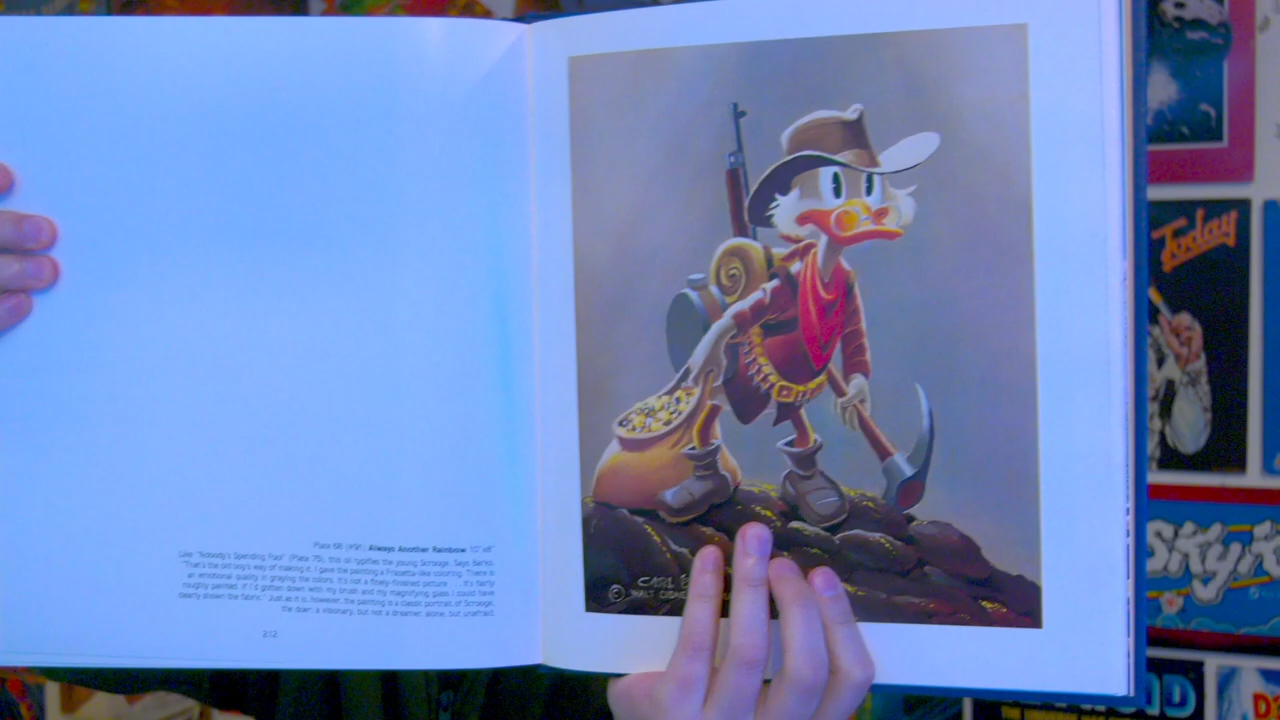 Plate 68 (#91) Always Another Rainbow 10" x8"
Like "Nobody's Spending Fool" (Plate 75), this oil typifies the young Scrooge. Says Barks,
"That's the old boy's way of making it. I gave the painting a Frazetta-like coloring. There is
an emotional quality in graying the colors. It's not a finely-finished picture . . . it's fairly
roughly painted. If I'd gotten down with my brush and my magnifying glass I could have
clearly shown the fabric." Just as it is, however, the painting is a classic portrait of Scrooge,
the doer: a visionary, but not a dreamer; alone, but unafraid.
212
CARL
© WALT DISNE
Today
SKYK